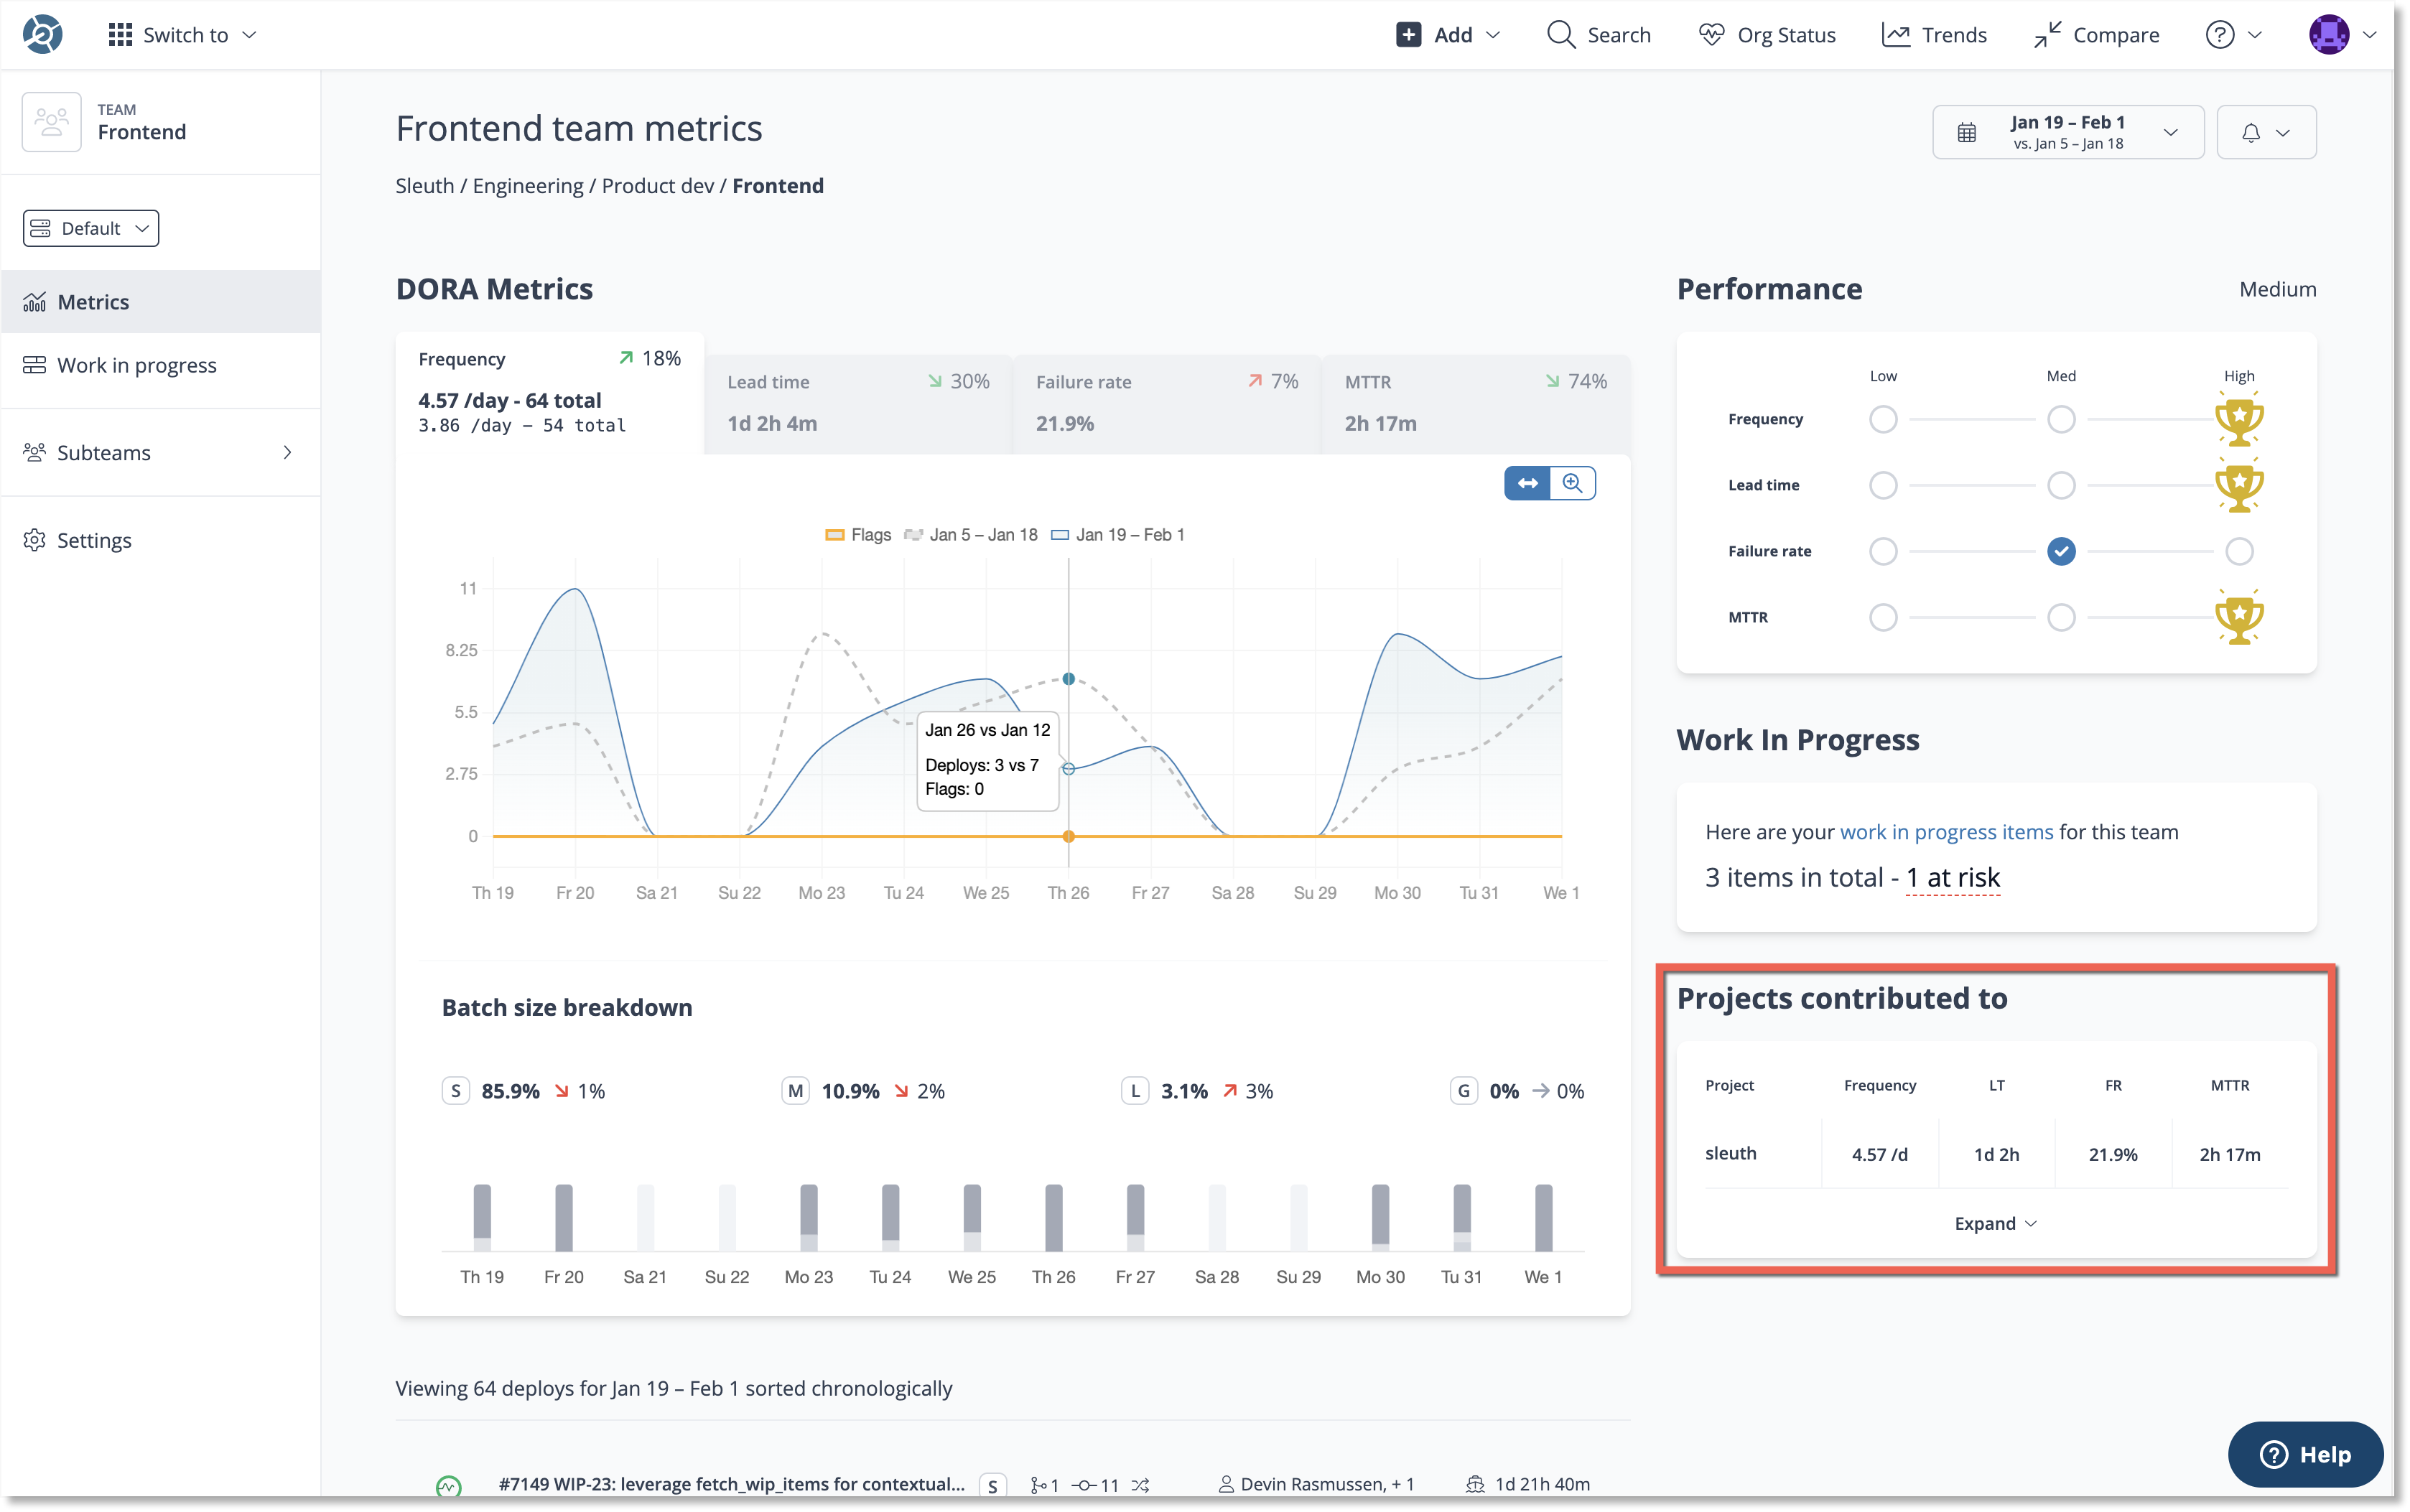 Switch to
Add
Search
Org Status
Trends
Compare
TEAM
Frontend
Default
Metrics
Work in progress
Subteams
Settings
Frontend team metrics
Sleuth / Engineering / Product dev / Frontend
Jan 19 – Feb 1
vs. Jan 5 – Jan 18
DORA Metrics
Frequency 18%
4.57 /day - 64 total
3.86 /day – 54 total
Lead time 30%
1d 2h 4m
Failure rate 7%
21.9%
MTTR 74%
2h 17m
Flags Jan 5 – Jan 18 Jan 19 – Feb 1
11
8.25
5.5
2.75
0
Jan 26 vs Jan 12
Deploys: 3 vs 7
Flags: 0
Th 19 Fr 20 Sa 21 Su 22 Mo 23 Tu 24 We 25 Th 26 Fr 27 Sa 28 Su 29 Mo 30 Tu 31 We 1
Batch size breakdown
S 85.9% 1% M 10.9% 2% L 3.1% 3% G 0% 0%
Th 19 Fr 20 Sa 21 Su 22 Mo 23 Tu 24 We 25 Th 26 Fr 27 Sa 28 Su 29 Mo 30 Tu 31 We 1
Viewing 64 deploys for Jan 19 – Feb 1 sorted chronologically
#7149 WIP-23: leverage fetch_wip_items for contextual... S 1 11 Devin Rasmussen, + 1 1d 21h 40m
Performance Medium
Low Med High
Frequency
Lead time
Failure rate
MTTR
Work In Progress
Here are your work in progress items for this team
3 items in total - 1 at risk
Projects contributed to
Project Frequency LT FR MTTR
sleuth 4.57 /d 1d 2h 21.9% 2h 17m
Expand
? Help